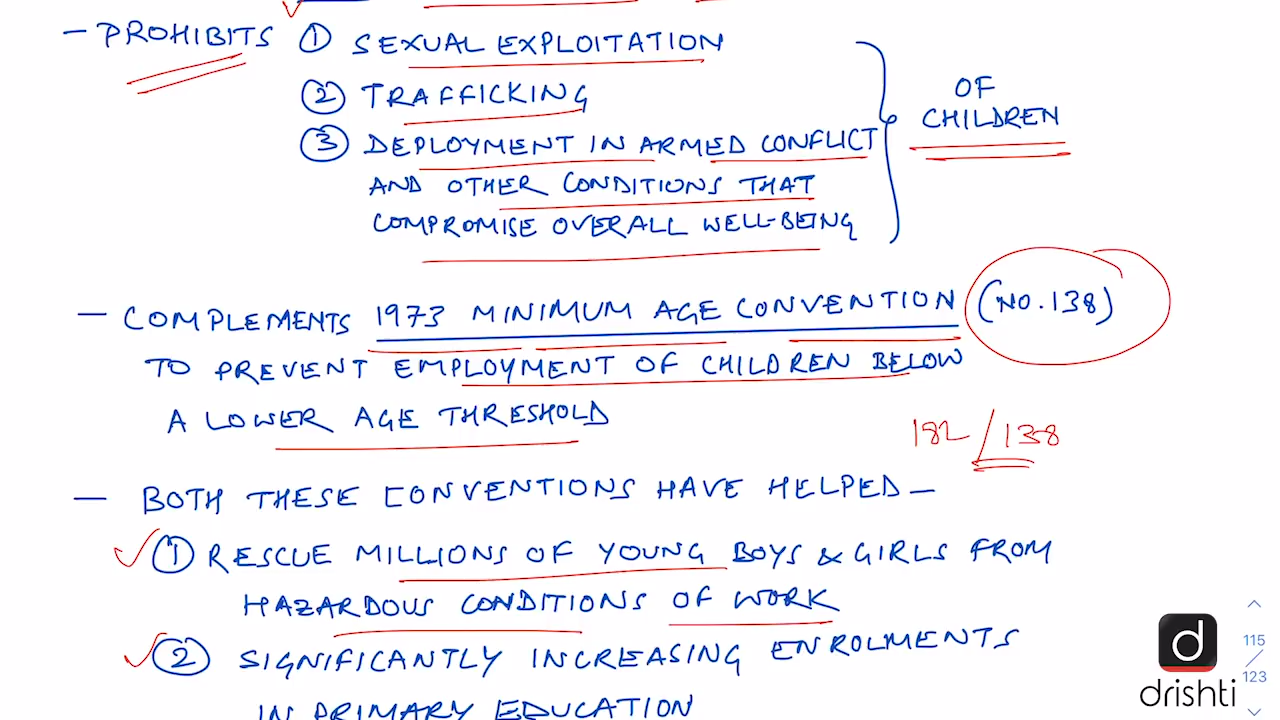 - PROHIBITS ① SEXUAL EXPLOITATION
② TRAFFICKING
③ DEPLOYMENT IN ARMED CONFLICT
AND OTHER CONDITIONS THAT
COMPROMISE OVERALL WELL-BEING
OF
CHILDREN
- COMPLEMENTS 1973 MINIMUM AGE CONVENTION (NO.138)
TO PREVENT EMPLOYMENT OF CHILDREN BELOW
A LOWER AGE THRESHOLD
182 / 138
- BOTH THESE CONVENTIONS HAVE HELPED -
① RESCUE MILLIONS OF YOUNG BOYS & GIRLS FROM
HAZARDOUS CONDITIONS OF WORK
② SIGNIFICANTLY INCREASING ENROLMENTS
IN PRIMARY EDUCATION
115
/
123
d
drishti